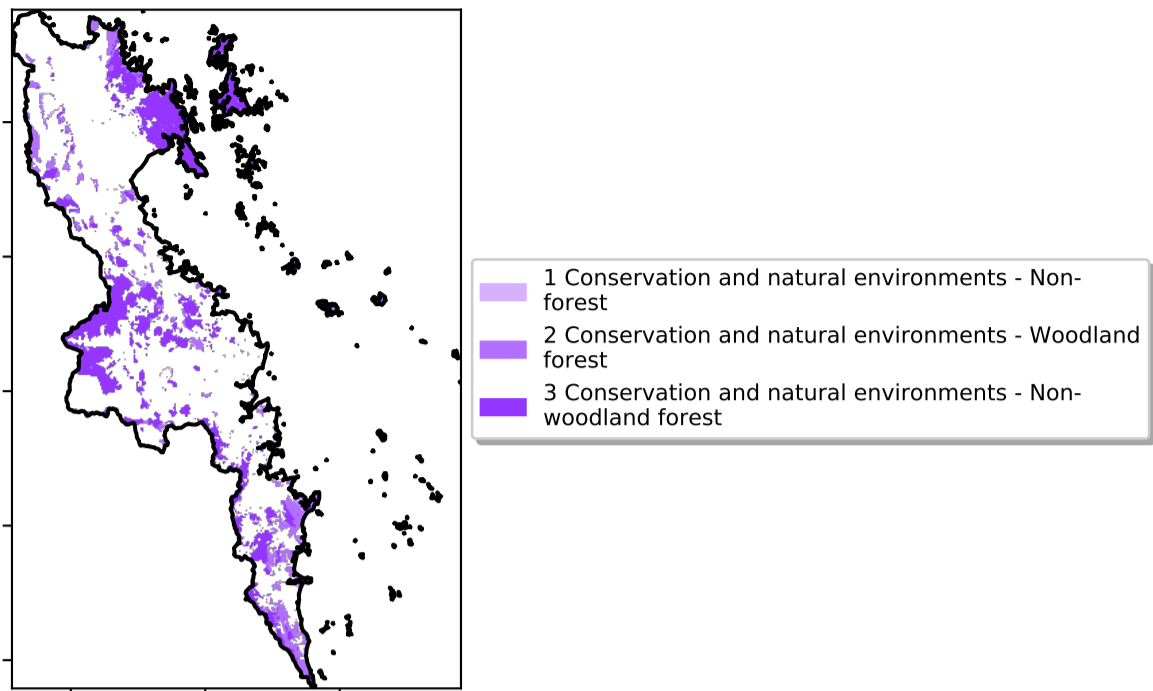 1 Conservation and natural environments - Non-
forest
2 Conservation and natural environments - Woodland
forest
3 Conservation and natural environments - Non-
woodland forest